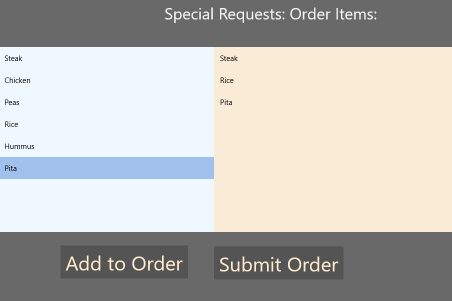 Special Requests: Order Items:
Steak
Chicken
Peas
Rice
Hummus
Pita
Steak
Rice
Pita
Add to Order
Submit Order